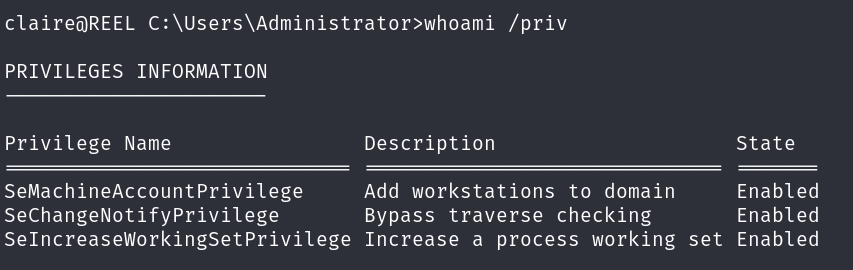 claire@REEL C:\Users\Administrator>whoami /priv
PRIVILEGES INFORMATION
----------------------
Privilege Name                Description                    State
============================= ============================== =======
SeMachineAccountPrivilege     Add workstations to domain     Enabled
SeChangeNotifyPrivilege       Bypass traverse checking       Enabled
SeIncreaseWorkingSetPrivilege Increase a process working set Enabled